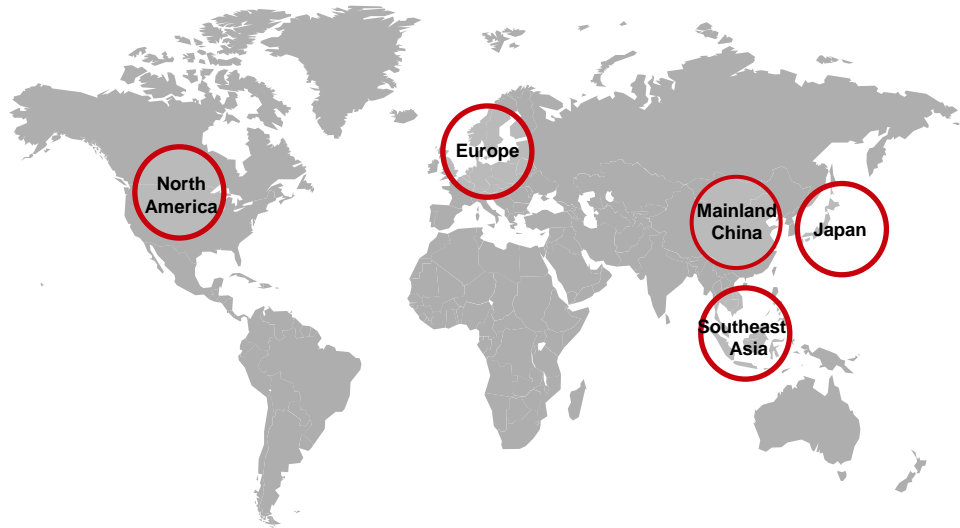 Europe
North
America
Mainland
China
Japan
Southeast
Asia